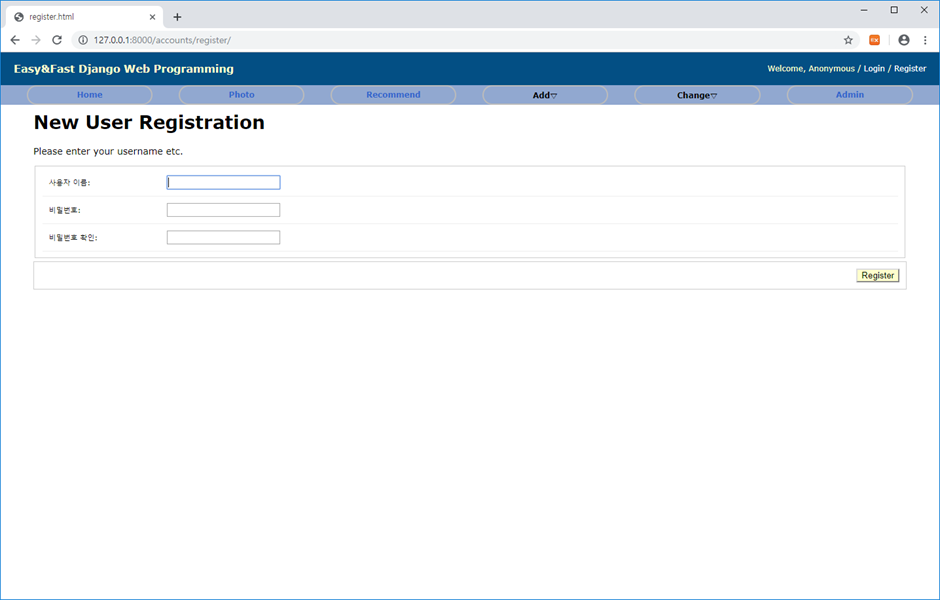 register.html
127.0.0.1:8000/accounts/register/
Easy&Fast Django Web Programming
Welcome, Anonymous / Login / Register
Home Photo Recommend Add▽ Change▽ Admin
New User Registration
Please enter your username etc.
사용자 이름:
비밀번호:
비밀번호 확인:
Register